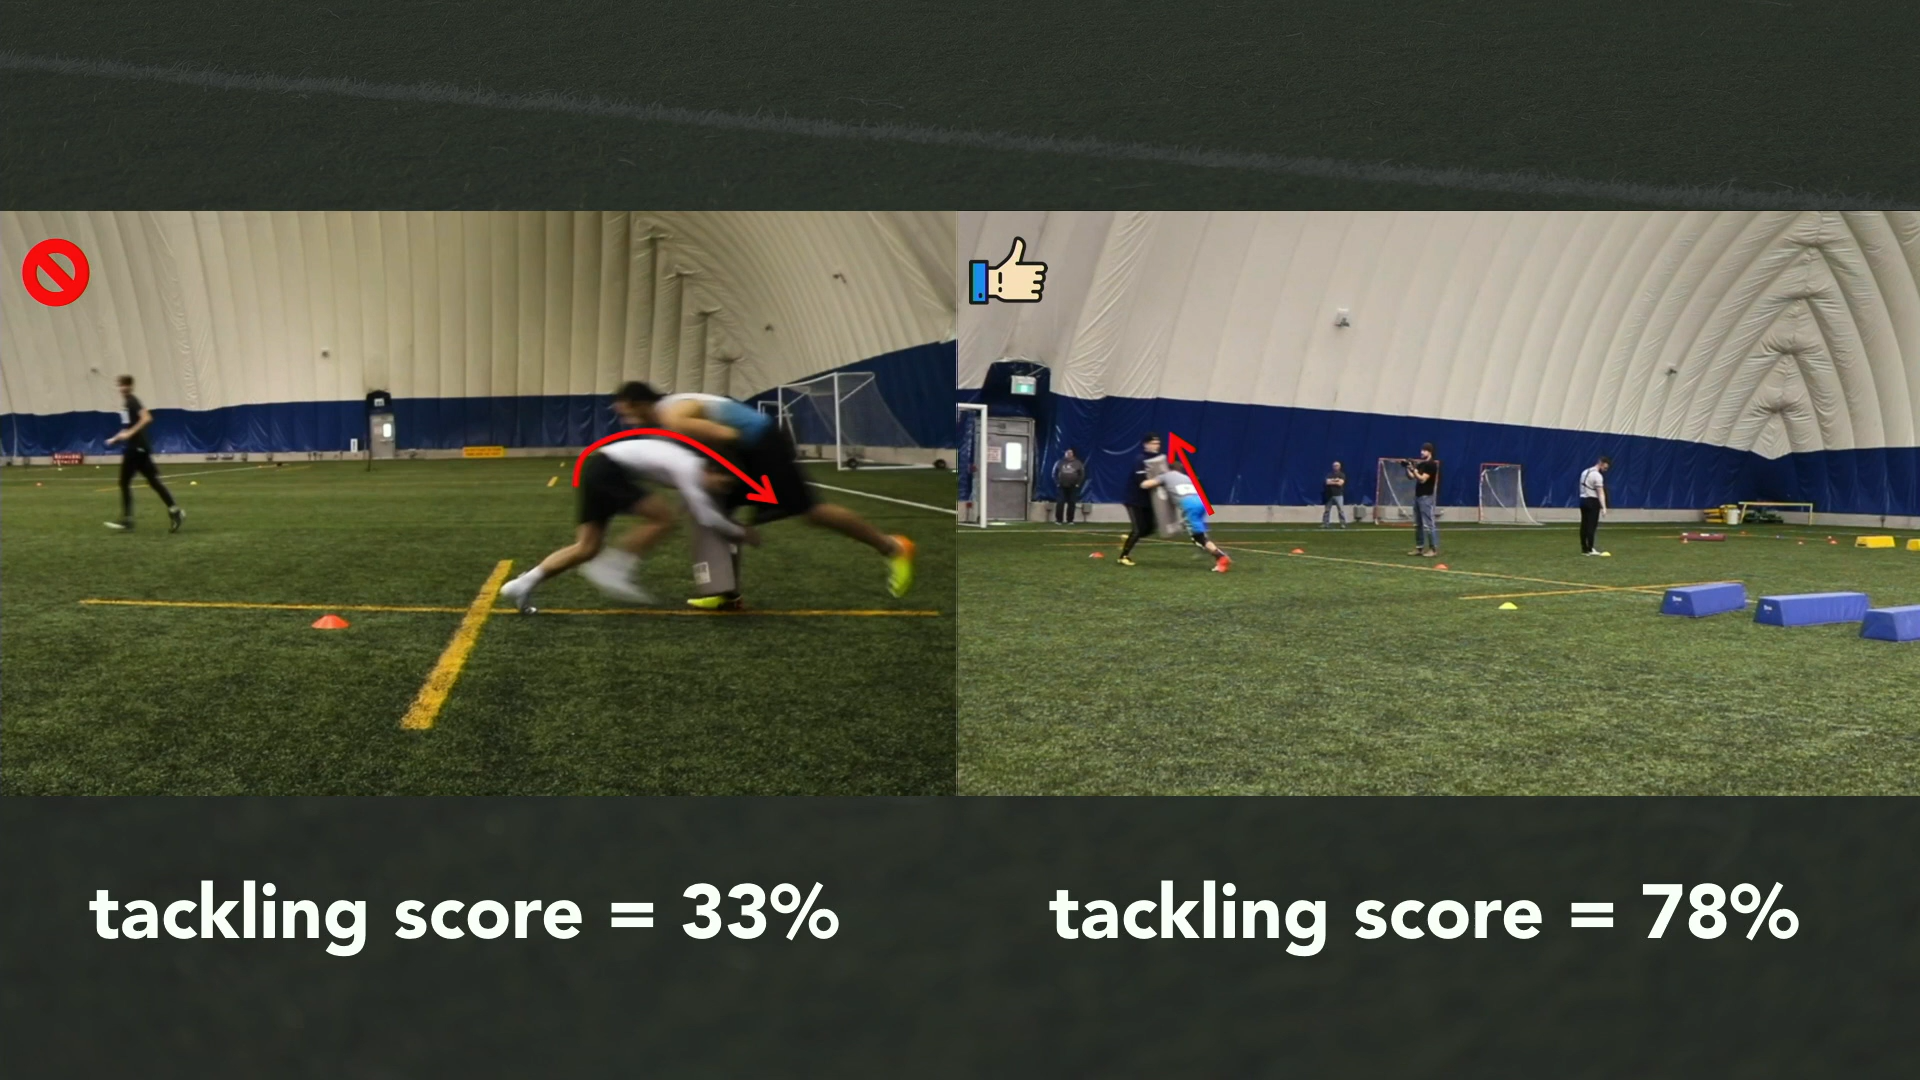 tackling score = 33%
tackling score = 78%